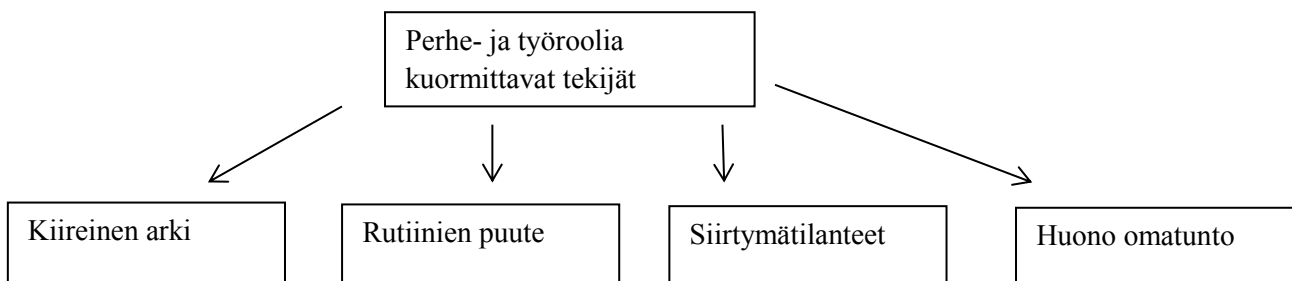 Perhe- ja työroolia
kuormittavat tekijät
Kiireinen arki
Rutiinien puute
Siirtymätilanteet
Huono omatunto